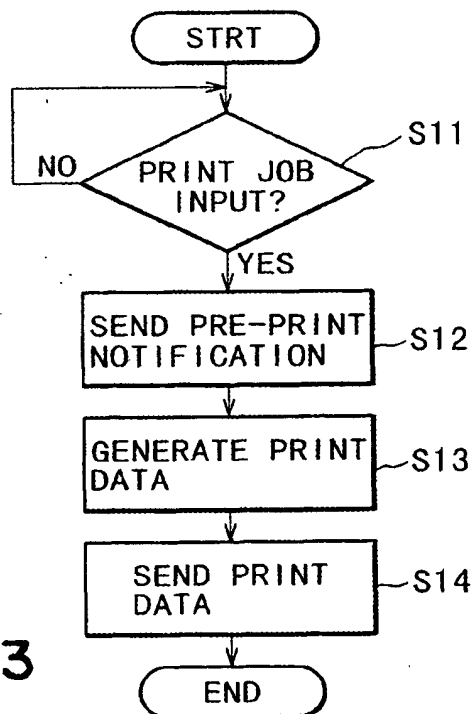 STRT
S11
NO
PRINT JOB
INPUT?
YES
SEND PRE-PRINT
NOTIFICATION
S12
GENERATE PRINT
DATA
S13
SEND PRINT
DATA
S14
3
END